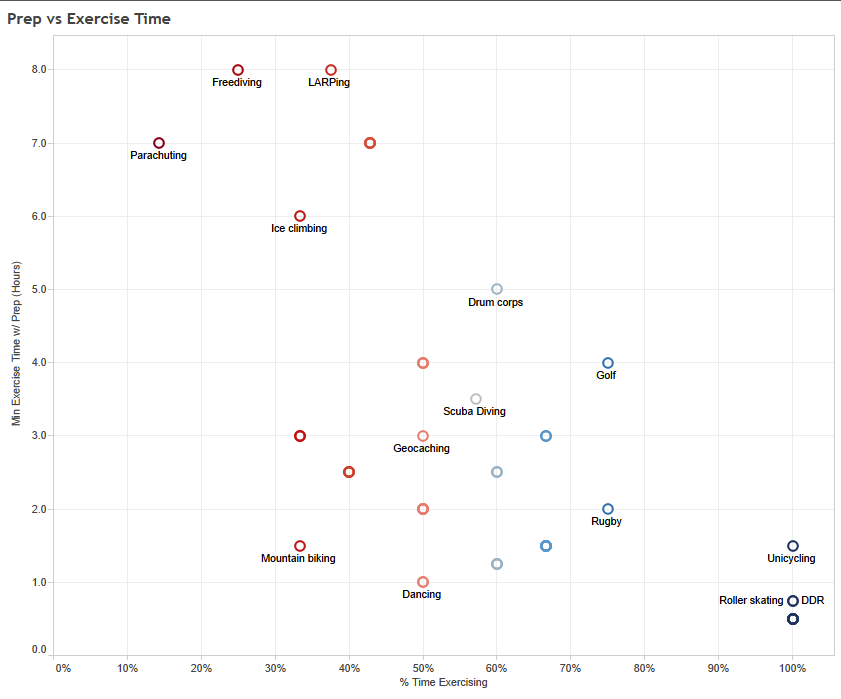 Prep vs Exercise Time
8.0
Freediving
LARPing
7.0
Parachuting
6.0
Ice climbing
5.0
Drum corps
4.0
Golf
Scuba Diving
3.0
Geocaching
2.0
Rugby
Mountain biking
Unicycling
1.0
Dancing
Roller skating DDR
0.0
Min Exercise Time w/ Prep (Hours)
0% 10% 20% 30% 40% 50% 60% 70% 80% 90% 100%
% Time Exercising